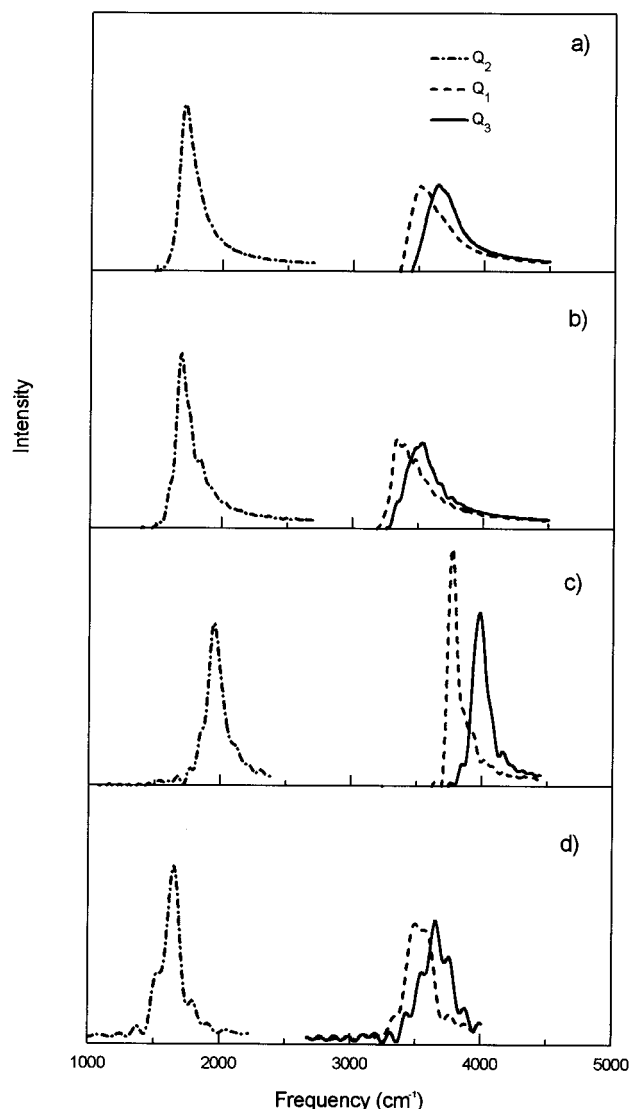 a)
Q₂
Q₁
Q₃
b)
Intensity
c)
d)
1000 2000 3000 4000 5000
Frequency (cm⁻¹)